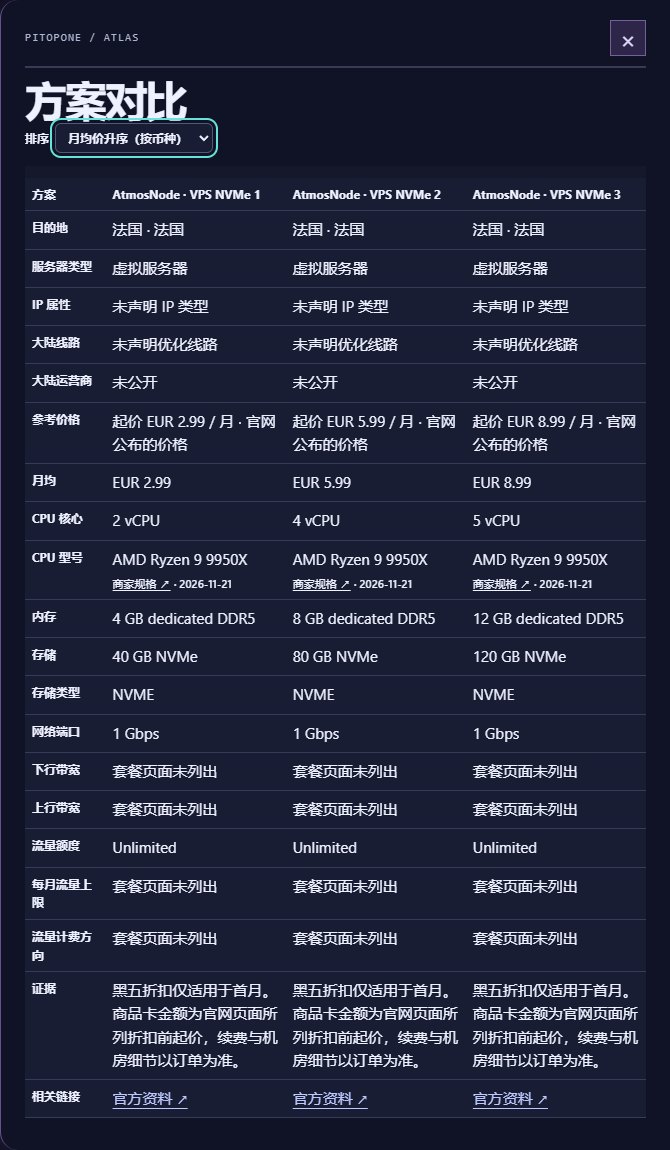 PITOPONE / ATLAS
×
方案对比
排序 月均价升序（按币种）
方案 AtmosNode · VPS NVMe 1 AtmosNode · VPS NVMe 2 AtmosNode · VPS NVMe 3
目的地 法国 · 法国 法国 · 法国 法国 · 法国
服务器类型 虚拟服务器 虚拟服务器 虚拟服务器
IP 属性 未声明 IP 类型 未声明 IP 类型 未声明 IP 类型
大陆线路 未声明优化线路 未声明优化线路 未声明优化线路
大陆运营商 未公开 未公开 未公开
参考价格 起价 EUR 2.99 / 月 · 官网 起价 EUR 5.99 / 月 · 官网 起价 EUR 8.99 / 月 · 官网
公布的价格 公布的价格 公布的价格
月均 EUR 2.99 EUR 5.99 EUR 8.99
CPU 核心 2 vCPU 4 vCPU 5 vCPU
CPU 型号 AMD Ryzen 9 9950X AMD Ryzen 9 9950X AMD Ryzen 9 9950X
商家规格 ↗ · 2026-11-21 商家规格 ↗ · 2026-11-21 商家规格 ↗ · 2026-11-21
内存 4 GB dedicated DDR5 8 GB dedicated DDR5 12 GB dedicated DDR5
存储 40 GB NVMe 80 GB NVMe 120 GB NVMe
存储类型 NVME NVME NVME
网络端口 1 Gbps 1 Gbps 1 Gbps
下行带宽 套餐页面未列出 套餐页面未列出 套餐页面未列出
上行带宽 套餐页面未列出 套餐页面未列出 套餐页面未列出
流量额度 Unlimited Unlimited Unlimited
每月流量上 套餐页面未列出 套餐页面未列出 套餐页面未列出
限
流量计费方 套餐页面未列出 套餐页面未列出 套餐页面未列出
向
证据 黑五折扣仅适用于首月。 黑五折扣仅适用于首月。 黑五折扣仅适用于首月。
商品卡金额为官网页面所 商品卡金额为官网页面所 商品卡金额为官网页面所
列折扣前起价，续费与机 列折扣前起价，续费与机 列折扣前起价，续费与机
房细节以订单为准。 房细节以订单为准。 房细节以订单为准。
相关链接 官方资料 ↗ 官方资料 ↗ 官方资料 ↗